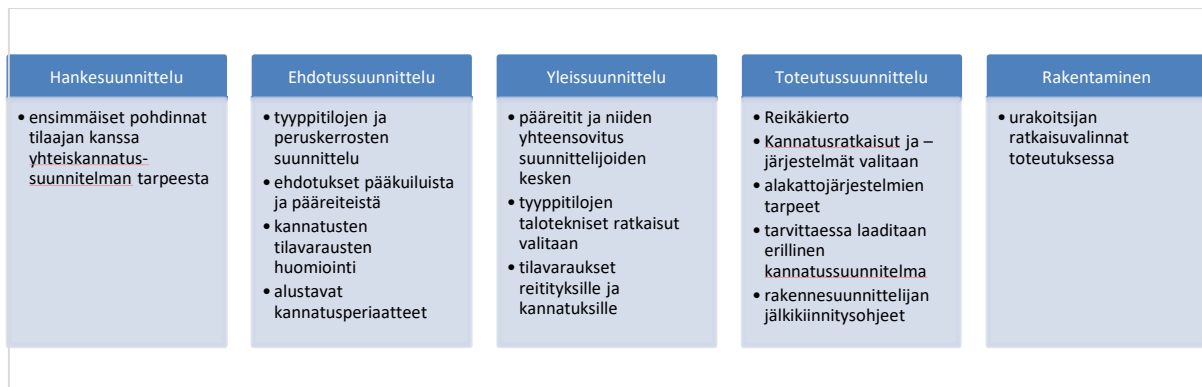 Hankesuunnittelu
• ensimmäiset pohdinnat
tilaajan kanssa
yhteiskannatus-
suunnitelman tarpeesta
Ehdotussuunnittelu
• tyyppitilojen ja
peruskerrosten
suunnittelu
• ehdotukset pääkuiluista
ja pääreiteistä
• kannatusten
tilavarausten
huomiointi
• alustavat
kannatusperiaatteet
Yleissuunnittelu
• pääreitit ja niiden
yhteensovitus
suunnittelijoiden
kesken
• tyyppitilojen
talotekniset ratkaisut
valitaan
• tilavaraukset
reitityksille ja
kannatuksille
Toteutussuunnittelu
• Reikäkierto
• Kannatusratkaisut ja –
järjestelmät valitaan
• alakattojärjestelmien
tarpeet
• tarvittaessa laaditaan
erillinen
kannatussuunnitelma
• rakennesuunnittelijan
jälkikiinnitysohjeet
Rakentaminen
• urakoitsijan
ratkaisuvalinnat
toteutuksessa